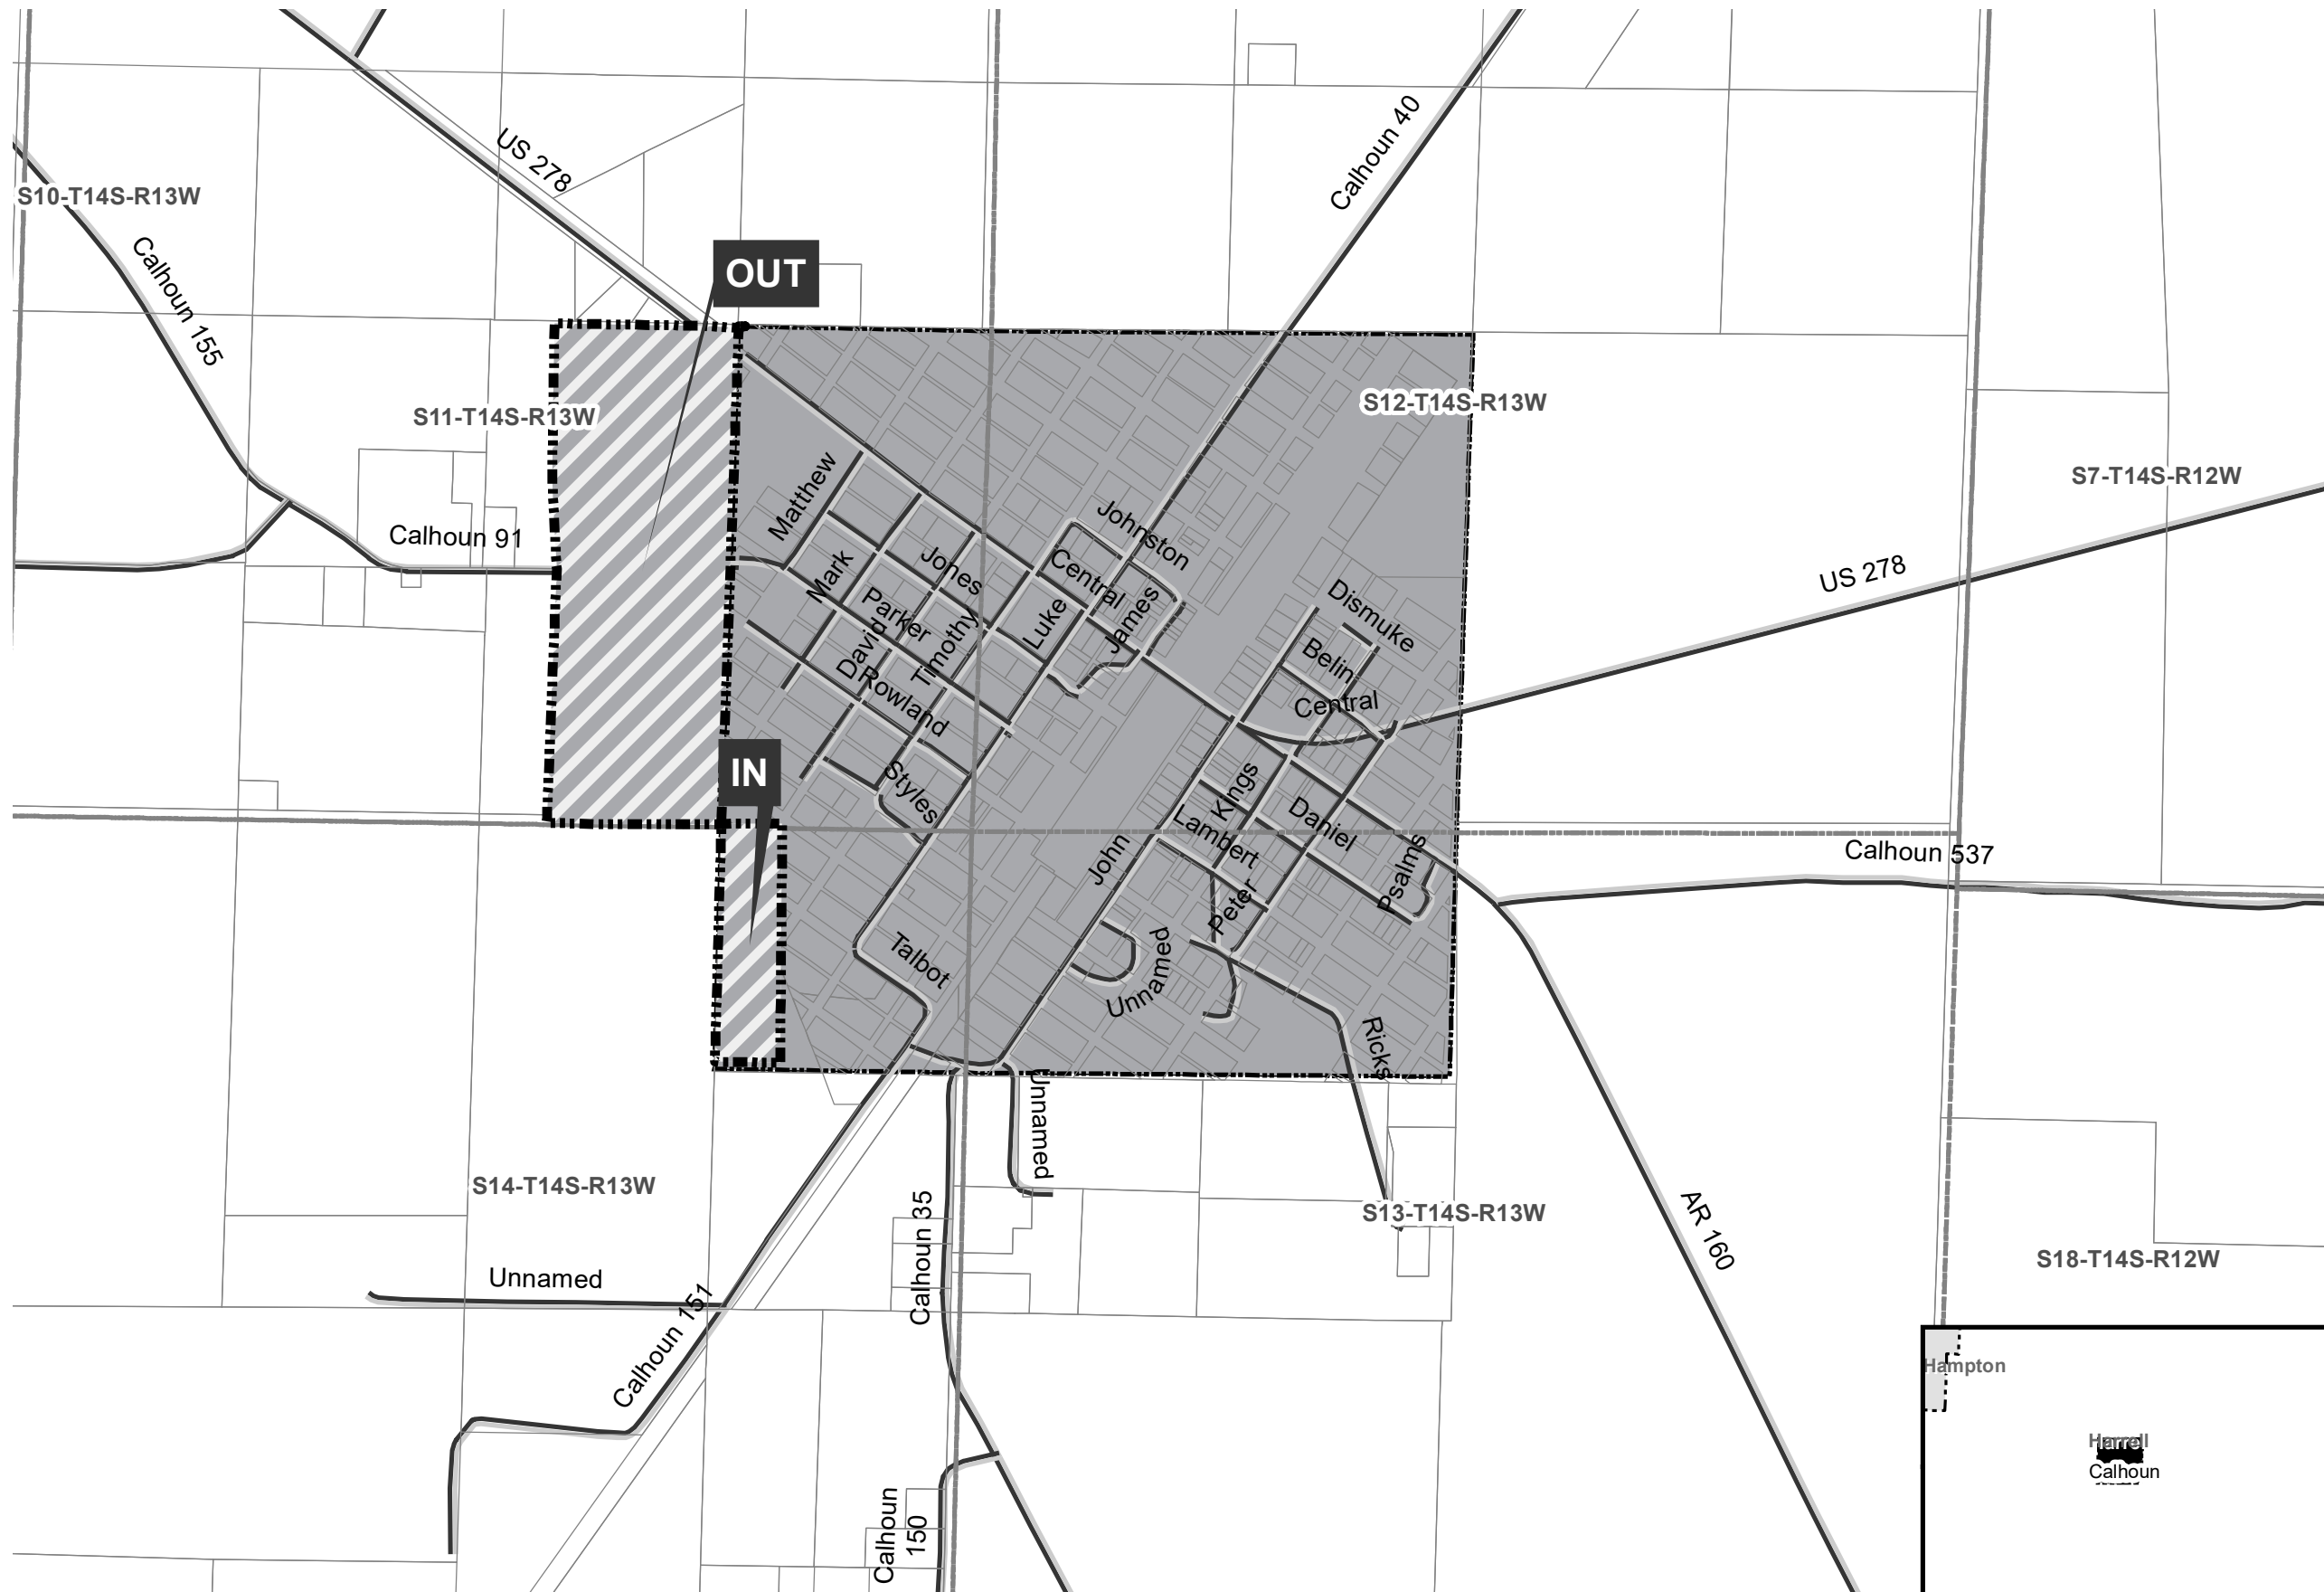 US 278
Calhoun 40
S10-T14S-R13W
Calhoun 155
OUT
S11-T14S-R13W
S12-T14S-R13W
S7-T14S-R12W
Calhoun 91
Matthew
Johnston
Jones
Central
Mark
Parker
David
Timothy
Luke
James
Dismuke
Belin
US 278
D
Rowland
Central
IN
Styles
Kings
Lambert
Daniel
John
Psalms
Calhoun 537
Peter
Talbot
Unnamed
Ricks
Unnamed
S14-T14S-R13W
S13-T14S-R13W
Calhoun 35
AR 160
S18-T14S-R12W
Unnamed
Calhoun 151
Hampton
Harrell
Calhoun
Calhoun
150